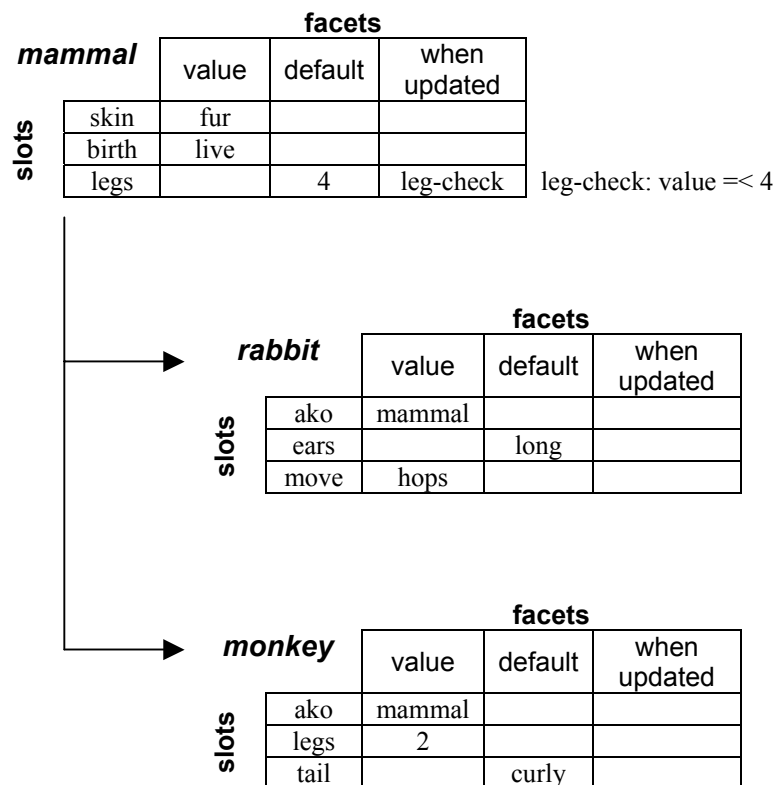 facets
mammal
value default when updated
slots
skin fur
birth live
legs 4 leg-check leg-check: value =< 4
facets
rabbit
value default when updated
slots
ako mammal
ears long
move hops
facets
monkey
value default when updated
slots
ako mammal
legs 2
tail curly